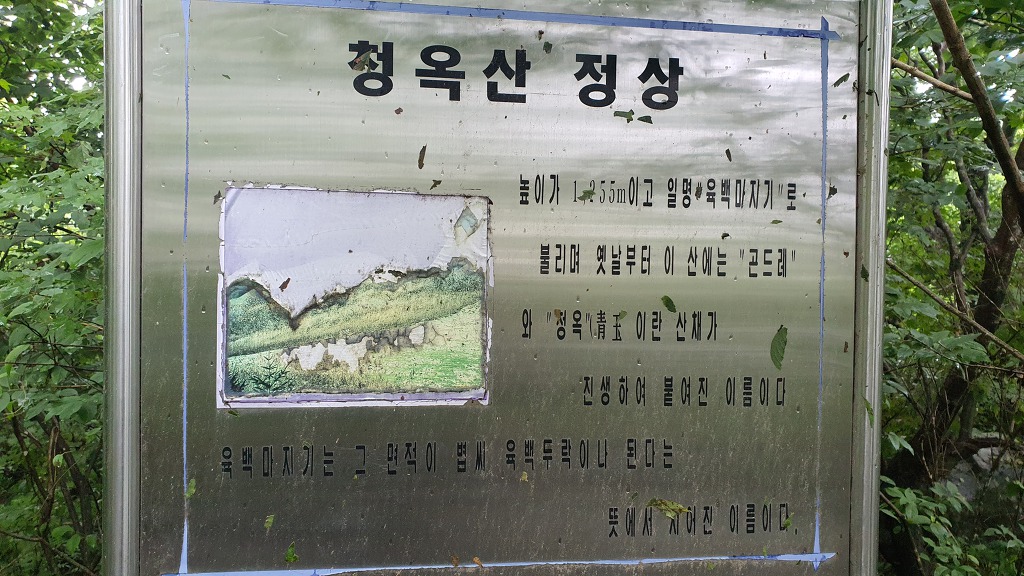 청옥산 정상
높이가 1,255m이고 일명 "육백마지기"로
불리며 옛날부터 이 산에는 "곤드레"
와 "청옥"(靑玉 이란 산채가
진생하여 붙여진 이름이다
육백마지기는 그 면적이 볍씨 육백두락이나 된다는
뜻에서 지어진 이름이다.